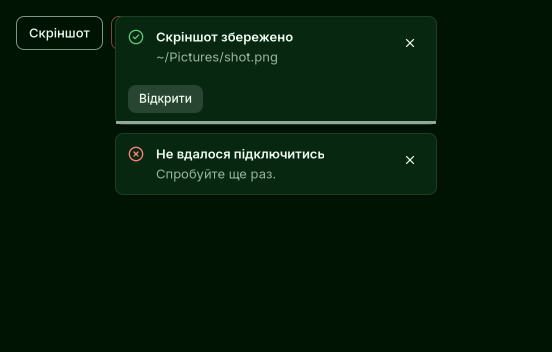 Скріншот
Скріншот збережено
~/Pictures/shot.png
Відкрити
Не вдалося підключитись
Спробуйте ще раз.